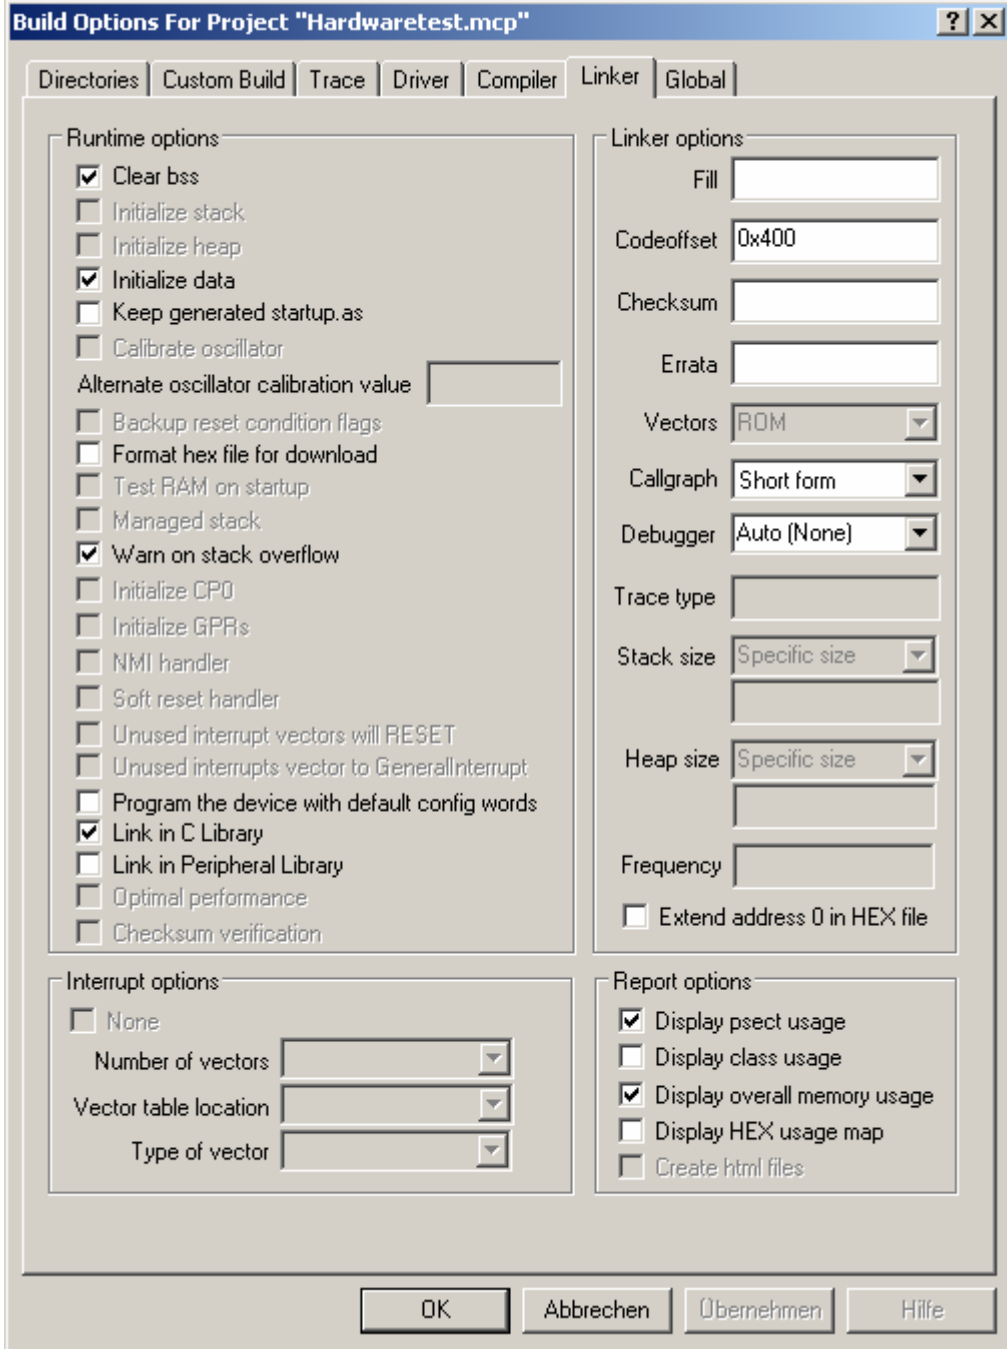 Build Options For Project "Hardwaretest.mcp"
Directories Custom Build Trace Driver Compiler Linker Global
Runtime options
Clear bss
Initialize stack
Initialize heap
Initialize data
Keep generated startup.as
Calibrate oscillator
Alternate oscillator calibration value
Backup reset condition flags
Format hex file for download
Test RAM on startup
Managed stack
Warn on stack overflow
Initialize CP0
Initialize GPRs
NMI handler
Soft reset handler
Unused interrupt vectors will RESET
Unused interrupts vector to GeneralInterrupt
Program the device with default config words
Link in C Library
Link in Peripheral Library
Optimal performance
Checksum verification
Linker options
Fill
Codeoffset 0x400
Checksum
Errata
Vectors ROM
Callgraph Short form
Debugger Auto (None)
Trace type
Stack size Specific size
Heap size Specific size
Frequency
Extend address 0 in HEX file
Interrupt options
None
Number of vectors
Vector table location
Type of vector
Report options
Display psect usage
Display class usage
Display overall memory usage
Display HEX usage map
Create html files
OK Abbrechen Übernehmen Hilfe